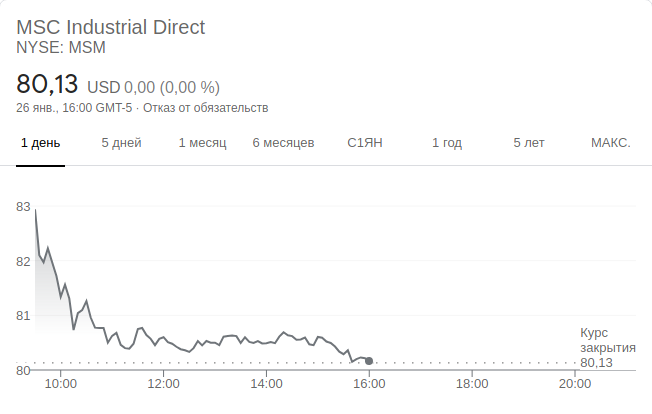 MSC Industrial Direct
NYSE: MSM
80,13 USD 0,00 (0,00 %)
26 янв., 16:00 GMT-5 · Отказ от обязательств
1 день 5 дней 1 месяц 6 месяцев С1ЯН 1 год 5 лет МАКС.
83
82
81
Курс
закрытия
80,13
80
10:00 12:00 14:00 16:00 18:00 20:00